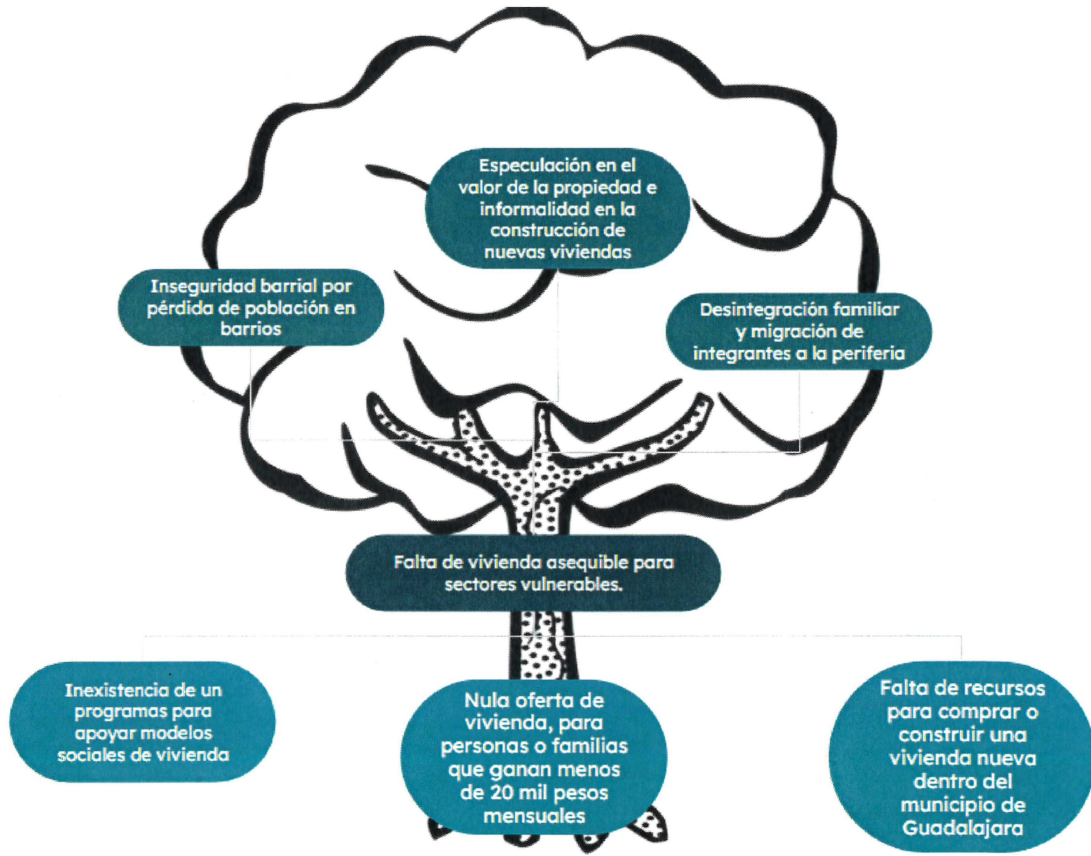 Especulación en el
valor de la propiedad e
informalidad en la
construcción de
nuevas viviendas
Inseguridad barrial por
pérdida de población en
barrios
Desintegración familiar
y migración de
integrantes a la periferia
Falta de vivienda asequible para
sectores vulnerables.
Inexistencia de un
programas para
apoyar modelos
sociales de vivienda
Nula oferta de
vivienda, para
personas o familias
que ganan menos
de 20 mil pesos
mensuales
Falta de recursos
para comprar o
construir una
vivienda nueva
dentro del
municipio de
Guadalajara